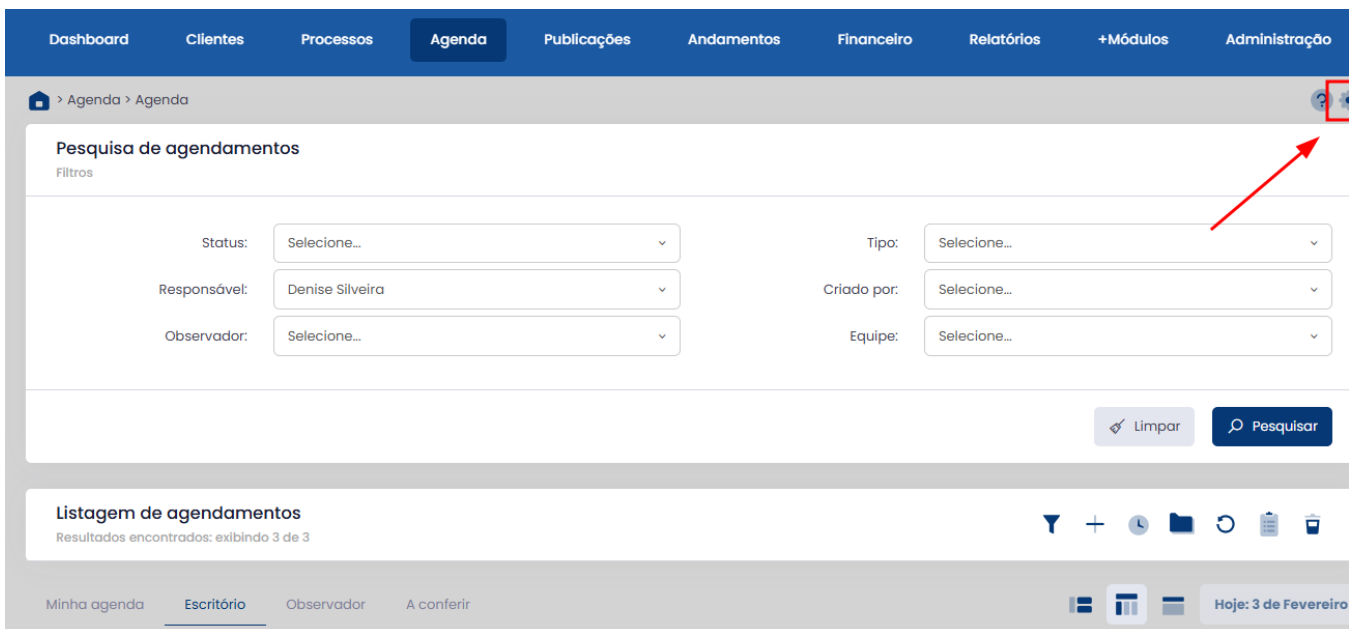 Dashboard Clientes Processos Agenda Publicações Andamentos Financeiro Relatórios +Módulos Administração
> Agenda > Agenda
?
Pesquisa de agendamentos
Filtros
Status: Selecione... Tipo: Selecione...
Responsável: Denise Silveira Criado por: Selecione...
Observador: Selecione... Equipe: Selecione...
Limpar Pesquisar
Listagem de agendamentos
Resultados encontrados: exibindo 3 de 3
Minha agenda Escritório Observador A conferir Hoje: 3 de Fevereiro